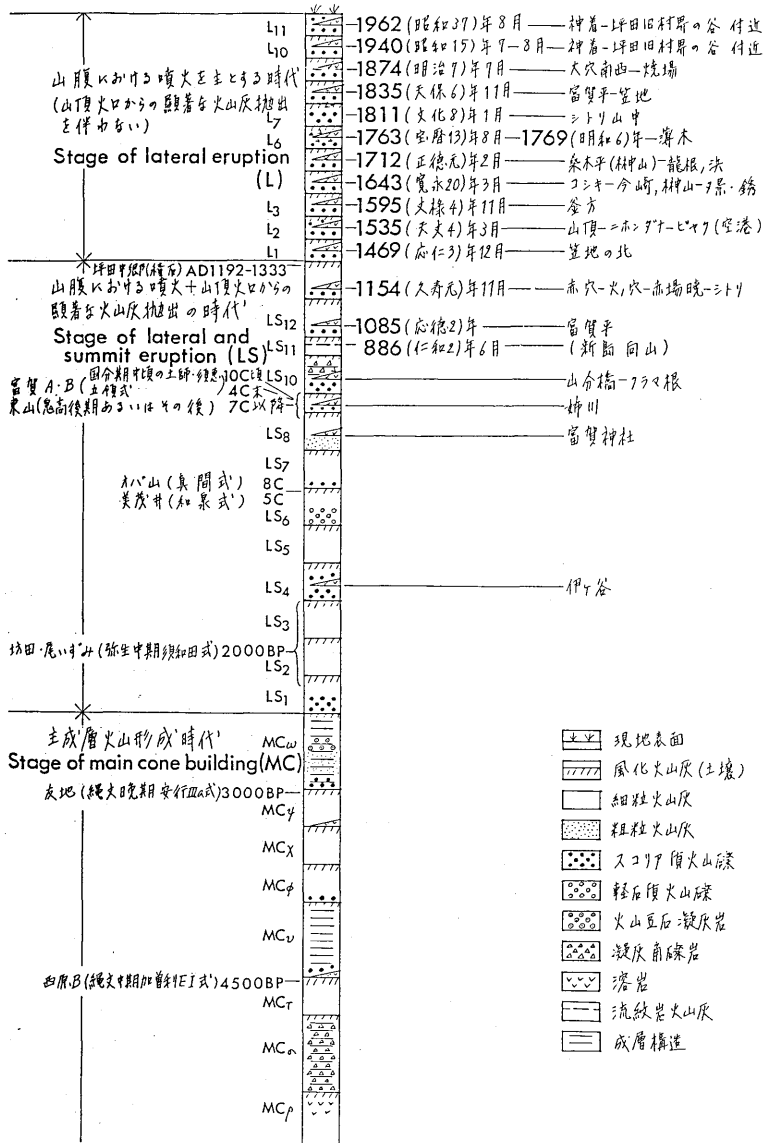 L11 1962(昭和37)年8月 神着-坪田旧村界の谷 付近
L10 1940(昭和15)年7-8月 神着-坪田旧村界の谷 付近
1874(明治7)年7月 大穴南西-焼場
山腹における噴火を主とする時代
1835(天保6)年11月 富賀平-笠地
(山頂火口からの顕著な火山灰抛出
を伴わない)
L7 1811(文化8)年1月 シトリ山中
L6 1763(宝暦13)年8月-1769(明和6)年-薄木
Stage of lateral eruption
(L)
1712(正徳元)年2月 桑木平(榊山)-龍根,浜
1643(寛永20)年3月 コシキ-今崎,榊山-夕景・錆
L3 1595(文禄4)年11月 釜方
L2 1535(天文4)年3月 山頂-ニホンダナ-ビャク(空港)
L1 1469(応仁3)年12月 笠地の北
坪田中郷(積石)AD1192-1333
山腹における噴火+山頂火口からの
顕著な火山灰抛出の時代
1154(久寿元)年11月 赤穴-火,穴-赤場暁-シトリ
Stage of lateral and
summit eruption (LS)
LS12 1085(応徳2)年 富賀平
LS11 886(仁和2)年6月 (新島向山)
国分期寸頃の土師・須恵 10C頃
LS10 山分橋-クラマ根
富賀A・B( 立積式 )4C末
東山(鬼高後期あるいはその後) 7C以降 姉川
LS8 富賀神社
LS7
オバ山(真間式) 8C
美茂井(和泉式) 5C
LS6
LS5
LS4 伊ケ谷
LS3
坊田・尾いずみ(弥生中期須和田式)2000BP
LS2
LS1
主成層火山形成時代
MCω
Stage of main cone building(MC)
友地(縄文晩期 安行IIIa式)3000BP
MCψ
MCχ
MCφ
MCυ
西原.B(縄文中期加曽利EI式)4500BP
MCτ
MCσ
MCρ
現地表面
風化火山灰(土壌)
細粒火山灰
粗粒火山灰
スコリア質火山礫
軽石質火山礫
火山豆石凝灰岩
凝灰角礫岩
溶岩
流紋岩火山灰
成層構造